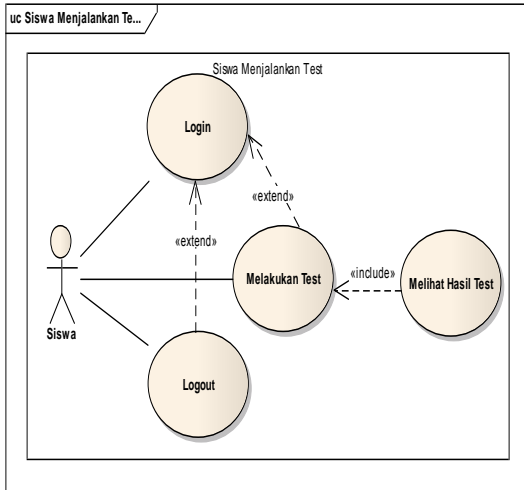 uc Siswa Menjalankan Te...
Siswa Menjalankan Test
Login
«extend»
«extend»
Melakukan Test
«include»
Melihat Hasil Test
Siswa
Logout